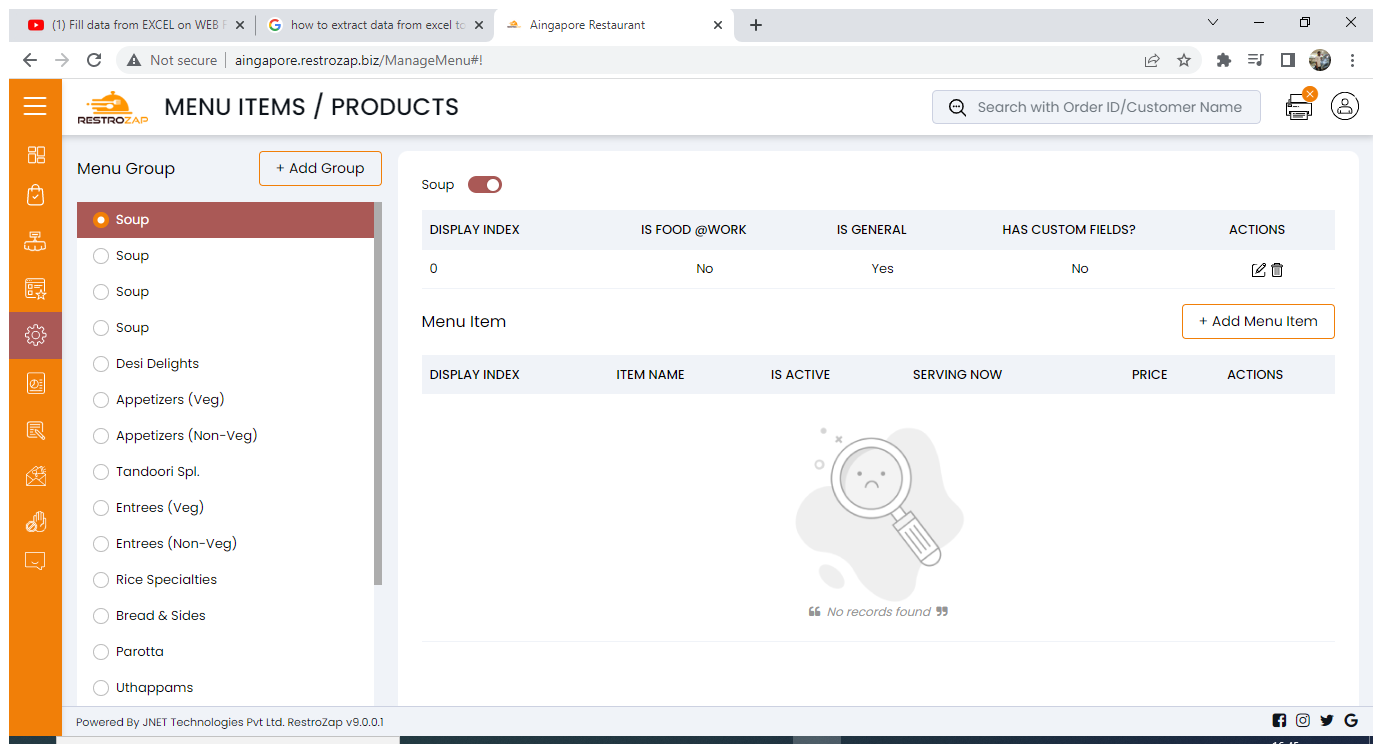 (1) Fill data from EXCEL on WEB F
how to extract data from excel to
Aingapore Restaurant
Not secure
aingapore.restrozap.biz/ManageMenu#!
RESTROZAP
MENU ITEMS / PRODUCTS
Search with Order ID/Customer Name
Menu Group
+ Add Group
Soup
Soup
Soup
Soup
Desi Delights
Appetizers (Veg)
Appetizers (Non-Veg)
Tandoori Spl.
Entrees (Veg)
Entrees (Non-Veg)
Rice Specialties
Bread & Sides
Parotta
Uthappams
Soup
DISPLAY INDEX IS FOOD @WORK IS GENERAL HAS CUSTOM FIELDS? ACTIONS
0 No Yes No
Menu Item
+ Add Menu Item
DISPLAY INDEX ITEM NAME IS ACTIVE SERVING NOW PRICE ACTIONS
❝ No records found ❞
Powered By JNET Technologies Pvt Ltd. RestroZap v9.0.0.1